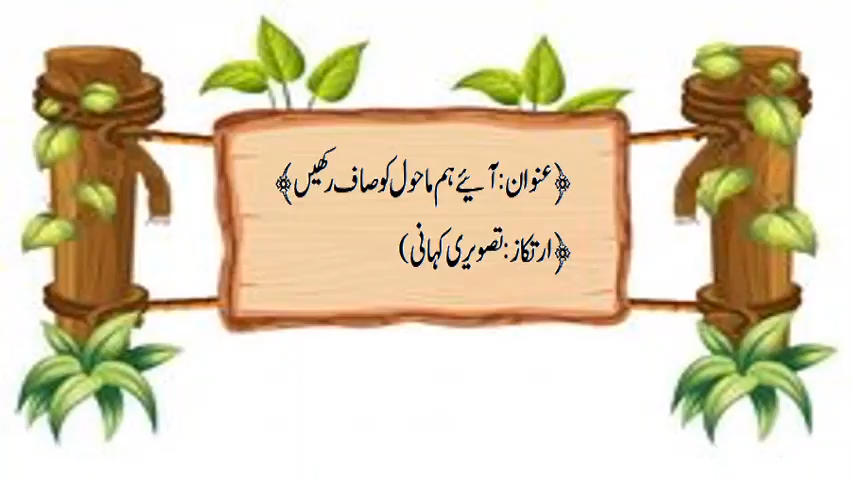 ﴿عنوان: آئیے ہم ماحول کو صاف رکھیں﴾
﴿ارتکاز: تصویری کہانی)